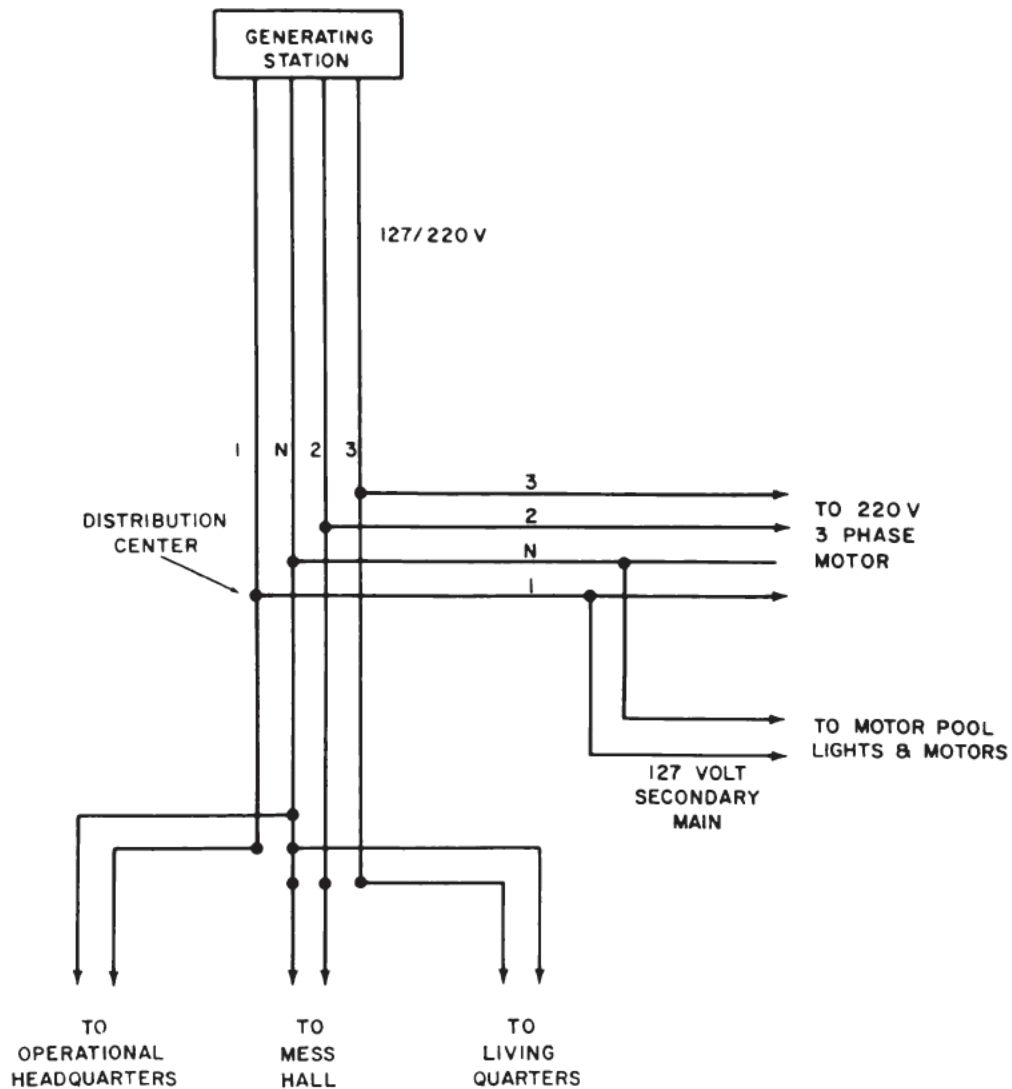 GENERATING
STATION
127/220 V
1 N 2 3
3
2
N
1
TO 220 V
3 PHASE
MOTOR
DISTRIBUTION
CENTER
TO MOTOR POOL
LIGHTS & MOTORS
127 VOLT
SECONDARY
MAIN
TO
OPERATIONAL
HEADQUARTERS
TO
MESS
HALL
TO
LIVING
QUARTERS